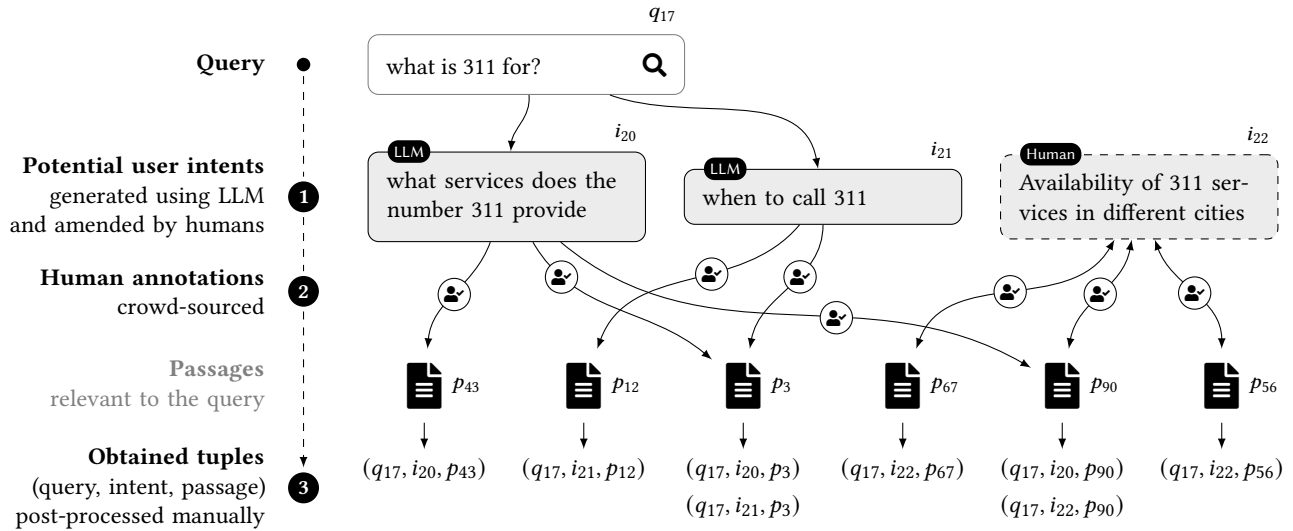 q17
Query
what is 311 for?
i20
i21
i22
LLM
LLM
Human
Potential user intents
generated using LLM
and amended by humans
1
what services does the
number 311 provide
when to call 311
Availability of 311 ser-
vices in different cities
Human annotations
crowd-sourced
2
Passages
relevant to the query
p43
p12
p3
p67
p90
p56
Obtained tuples
(query, intent, passage)
post-processed manually
3
(q17, i20, p43)
(q17, i21, p12)
(q17, i20, p3)
(q17, i22, p67)
(q17, i20, p90)
(q17, i22, p56)
(q17, i21, p3)
(q17, i22, p90)